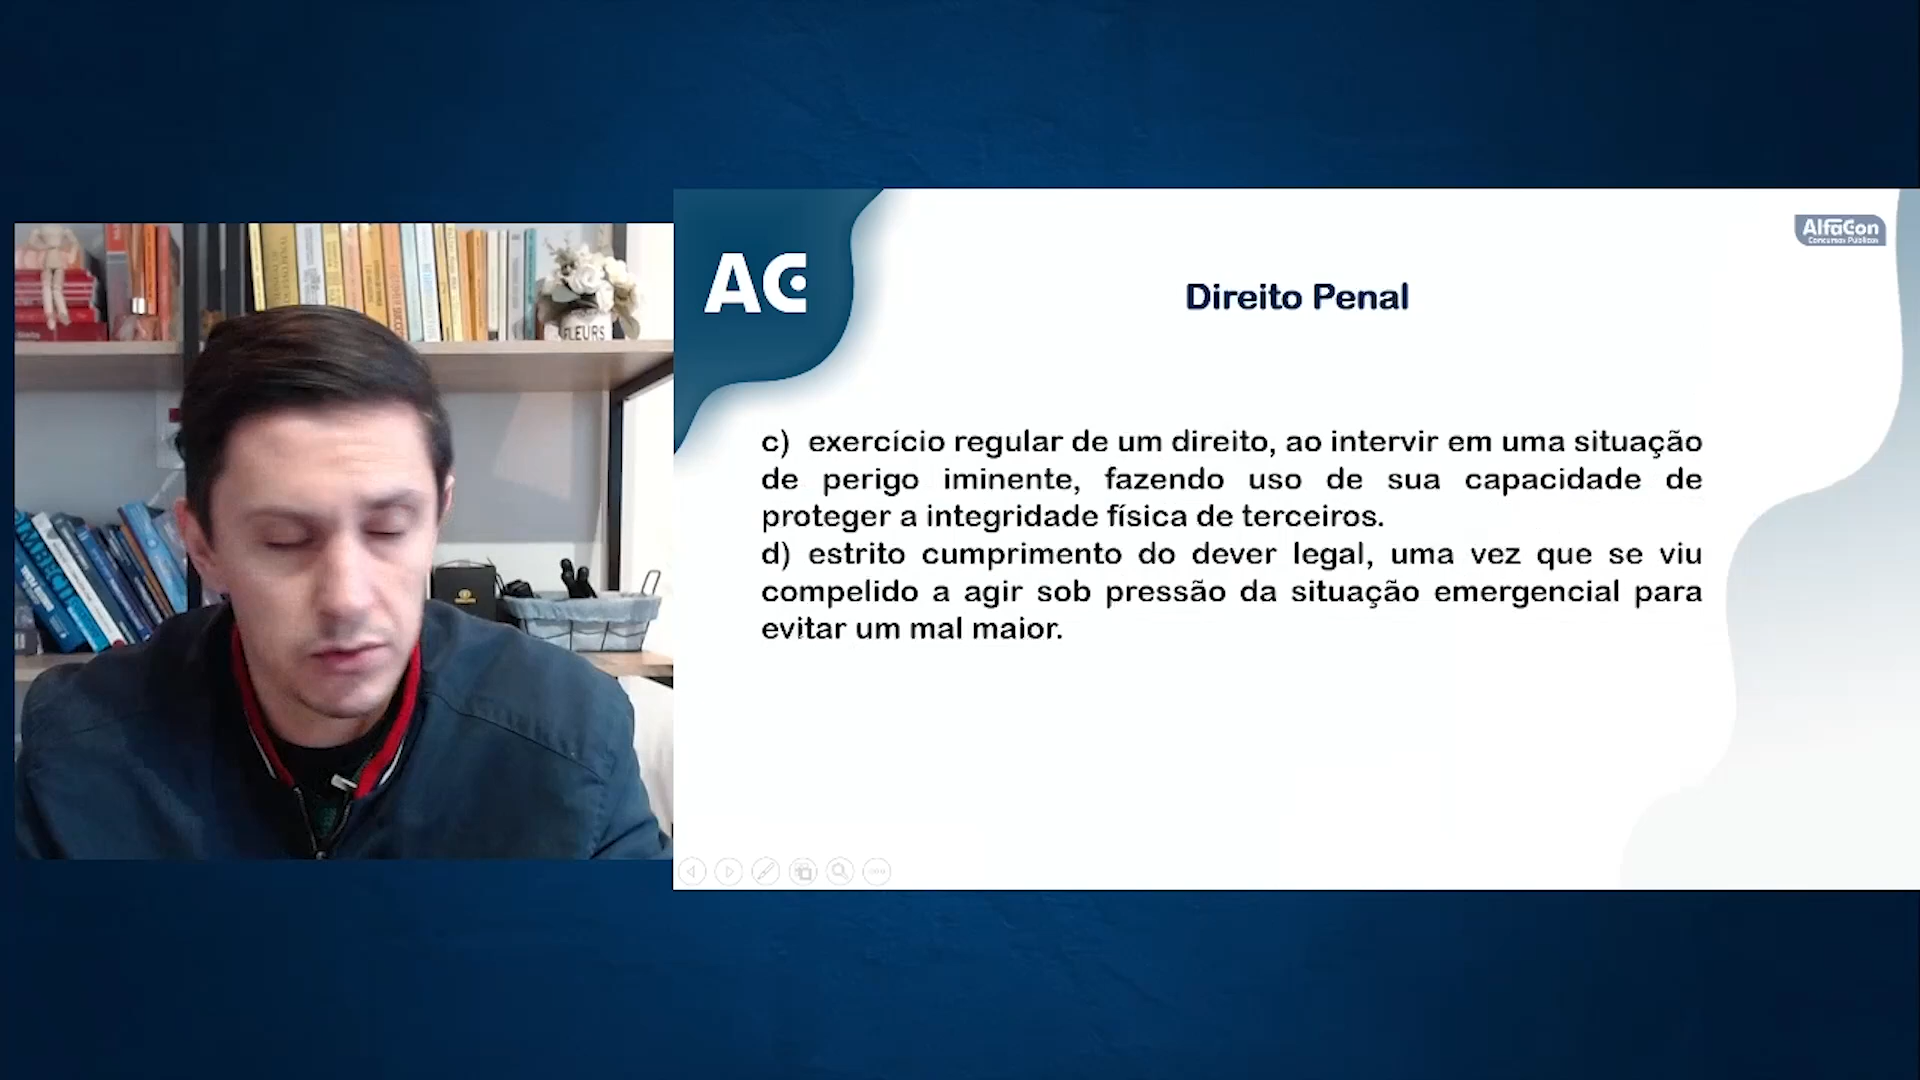 FLEURS
AC
AlfaCon
Concursos Públicos
Direito Penal
c) exercício regular de um direito, ao intervir em uma situação
de perigo iminente, fazendo uso de sua capacidade de
proteger a integridade física de terceiros.
d) estrito cumprimento do dever legal, uma vez que se viu
compelido a agir sob pressão da situação emergencial para
evitar um mal maior.